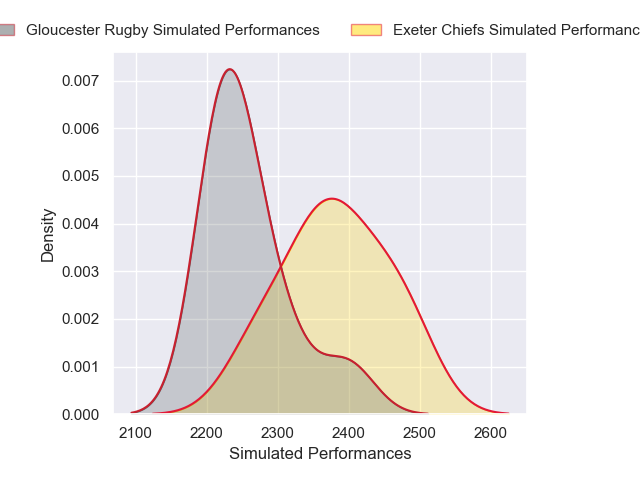 Gloucester Rugby Simulated Performances
Exeter Chiefs Simulated Performanc
0.007
0.006
0.005
0.004
0.003
0.002
0.001
0.000
Density
2100 2200 2300 2400 2500 2600
Simulated Performances